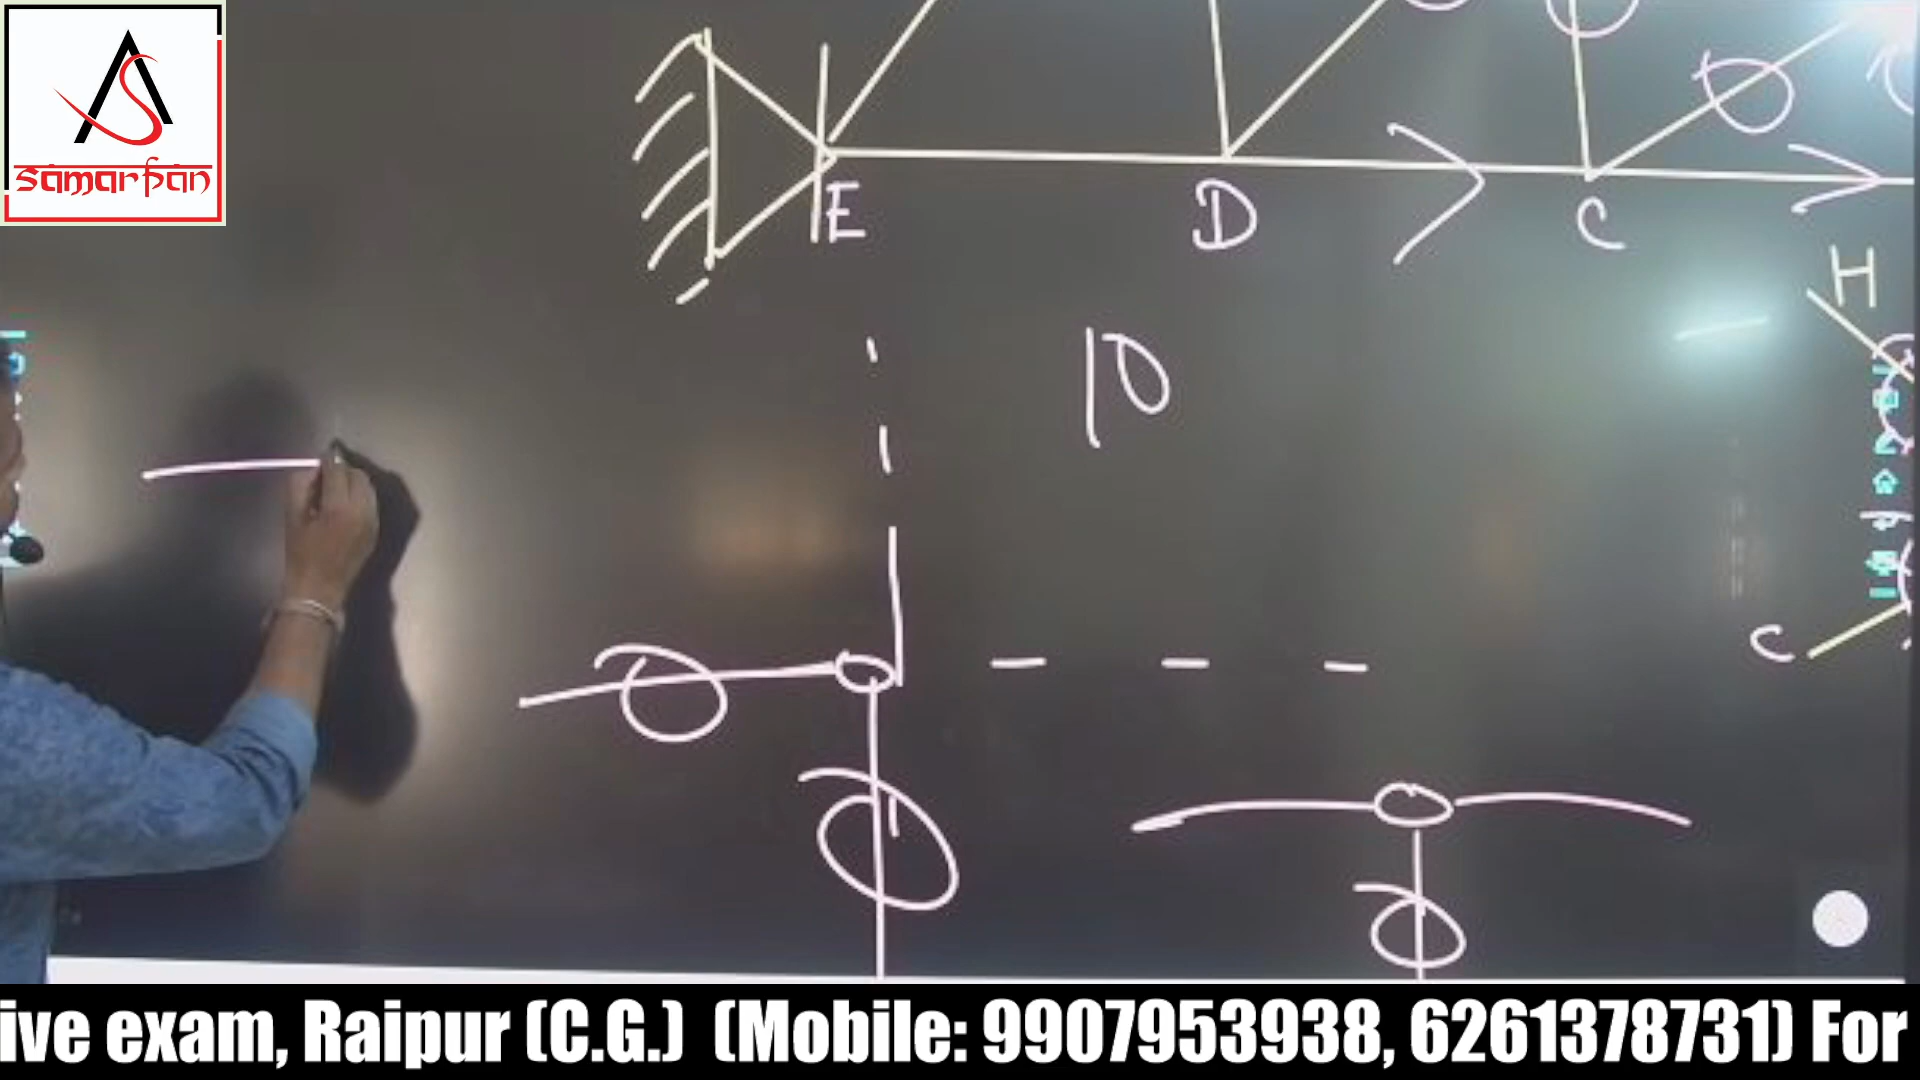 samarpan
E
D
C
H
10
C
ive exam, Raipur (C.G.) (Mobile: 9907953938, 6261378731) For